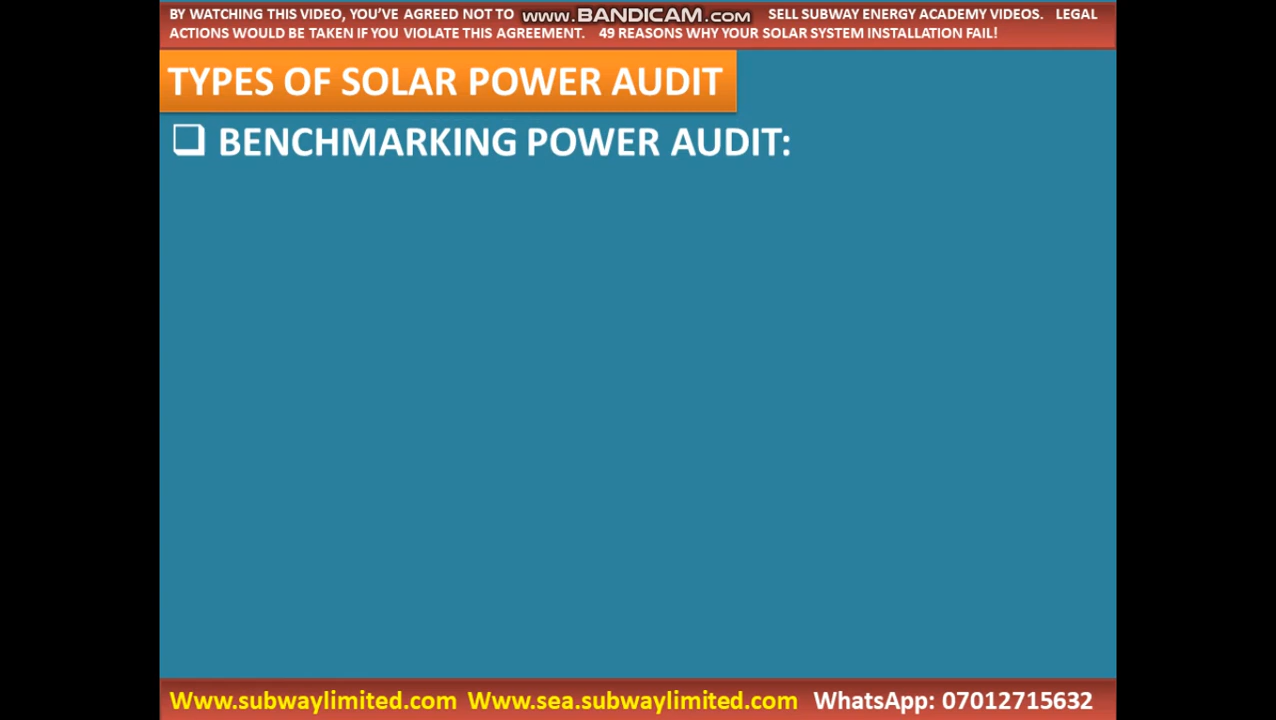 BY WATCHING THIS VIDEO, YOU'VE AGREED NOT TO www.BANDICAM.COM SELL SUBWAY ENERGY ACADEMY VIDEOS. LEGAL
ACTIONS WOULD BE TAKEN IF YOU VIOLATE THIS AGREEMENT. 49 REASONS WHY YOUR SOLAR SYSTEM INSTALLATION FAIL!
TYPES OF SOLAR POWER AUDIT
❑ BENCHMARKING POWER AUDIT:
Www.subwaylimited.com Www.sea.subwaylimited.com WhatsApp: 07012715632